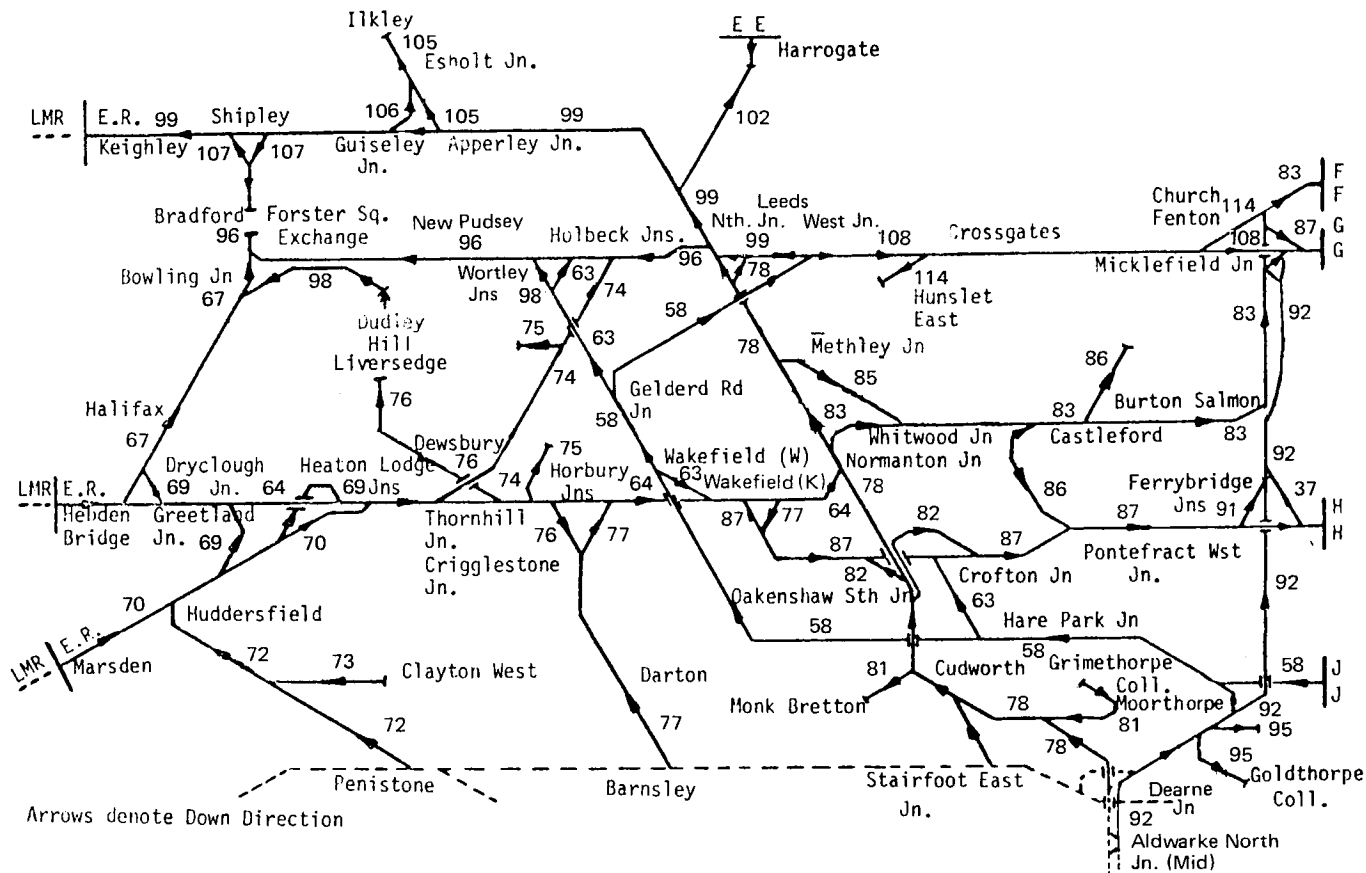 Ilkley
105
Esholt Jn.
E E
Harrogate
LMR
E.R.
99
Shipley
106
105
99
102
Keighley
107
107
Guiseley
Jn.
Apperley Jn.
83
F
F
Church
Fenton
114
87
G
G
Bradford
Forster Sq.
Exchange
96
New Pudsey
96
Holbeck Jns.
99
Leeds
Nth. Jn.
West Jn.
99
108
Crossgates
108
Micklefield Jn
96
78
Bowling Jn
67
98
Wortley
Jns
98
63
74
58
114
Hunslet
East
83
92
Dudley
Hill
75
63
78
Methley Jn
Liversedge
74
Gelderd Rd
Jn
85
86
Burton Salmon
Halifax
76
58
83
Whitwood Jn
83
Castleford
83
67
Dewsbury
75
Wakefield (W)
Normanton Jn
92
Dryclough
Jn.
Heaton Lodge
Jns
76
74
Horbury
Jns
63
Wakefield (K)
78
Ferrybridge
Jns
LMR
E.R.
69
64
69
64
86
91
37
H
H
Hebden
Bridge
Greetland
Jn.
69
70
Thornhill
Jn.
Crigglestone
Jn.
76
77
87
77
64
82
87
87
Pontefract Wst
Jn.
87
82
Crofton Jn
Oakenshaw Sth Jn
63
92
70
Huddersfield
58
Hare Park Jn
58
LMR
E.R.
Marsden
72
73
Clayton West
Darton
81
Cudworth
Grimethorpe
Coll.
58
J
J
Monk Bretton
78
Moorthorpe
81
92
72
77
78
95
95
Goldthorpe
Coll.
Penistone
Barnsley
Stairfoot East
Jn.
Dearne
Jn
Arrows denote Down Direction
92
Aldwarke North
Jn. (Mid)